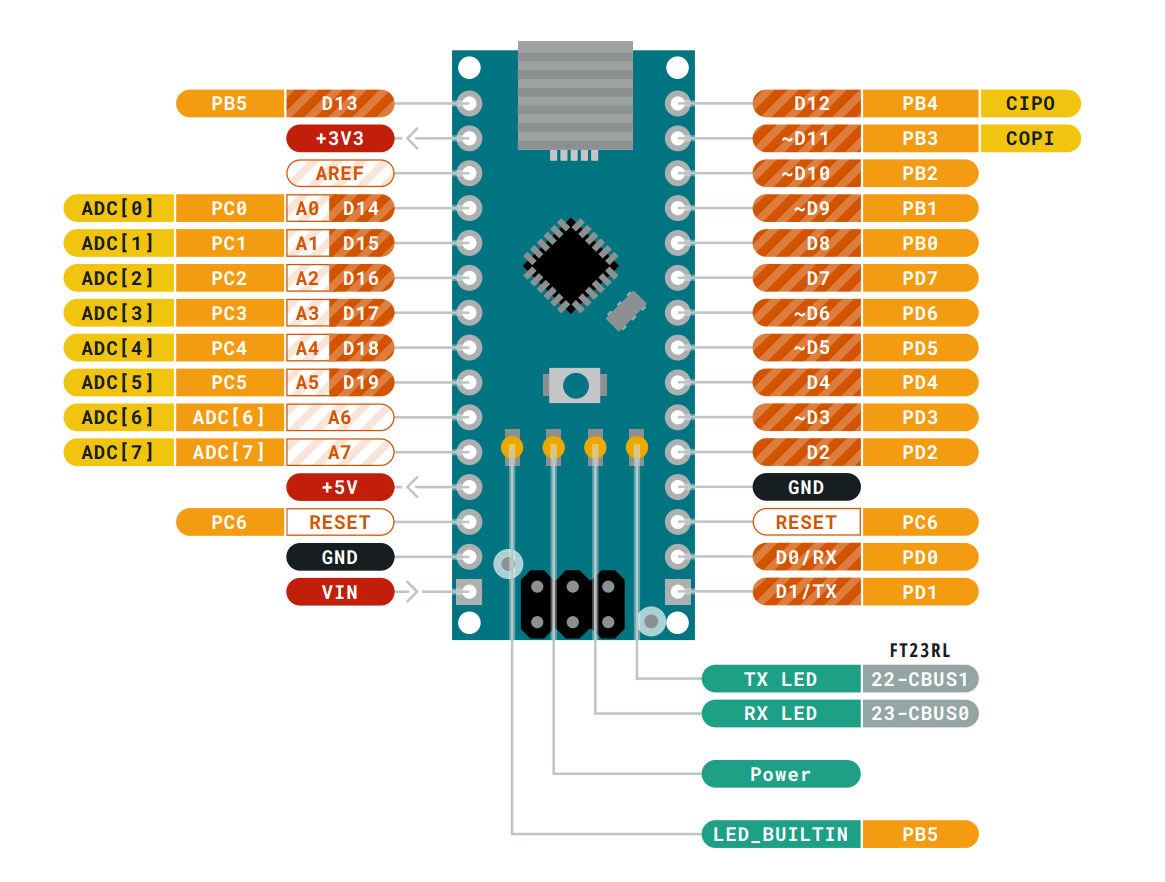 PB5 D13 D12 PB4 CIPO
+3V3 ~D11 PB3 COPI
AREF ~D10 PB2
ADC[0] PC0 A0 D14 ~D9 PB1
ADC[1] PC1 A1 D15 D8 PB0
ADC[2] PC2 A2 D16 D7 PD7
ADC[3] PC3 A3 D17 ~D6 PD6
ADC[4] PC4 A4 D18 ~D5 PD5
ADC[5] PC5 A5 D19 D4 PD4
ADC[6] ADC[6] A6 ~D3 PD3
ADC[7] ADC[7] A7 D2 PD2
+5V GND
PC6 RESET RESET PC6
GND D0/RX PD0
VIN D1/TX PD1
FT23RL
TX LED 22-CBUS1
RX LED 23-CBUS0
Power
LED_BUILTIN PB5